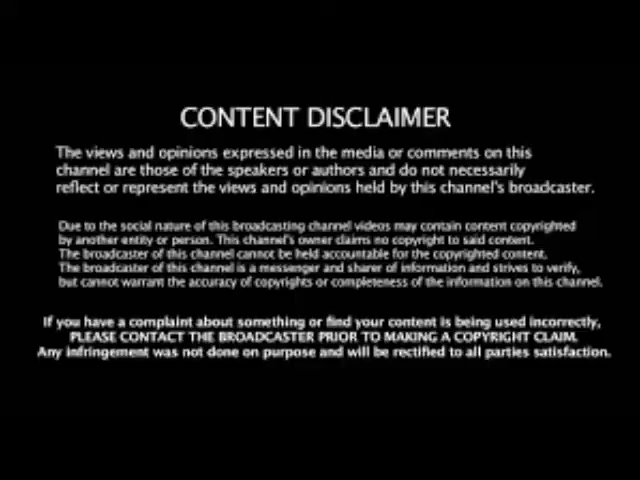 CONTENT DISCLAIMER
The views and opinions expressed in the media or comments on this
channel are those of the speakers or authors and do not necessarily
reflect or represent the views and opinions held by this channel's broadcaster.
Due to the social nature of this broadcasting channel videos may contain content copyrighted
by another entity or person. This channel's owner claims no copyright to said content.
The broadcaster of this channel cannot be held accountable for the copyrighted content.
The broadcaster of this channel is a messenger and sharer of information and strives to verify,
but cannot warrant the accuracy of copyrights or completeness of the information on this channel.
If you have a complaint about something or find your content is being used incorrectly,
PLEASE CONTACT THE BROADCASTER PRIOR TO MAKING A COPYRIGHT CLAIM.
Any infringement was not done on purpose and will be rectified to all parties satisfaction.